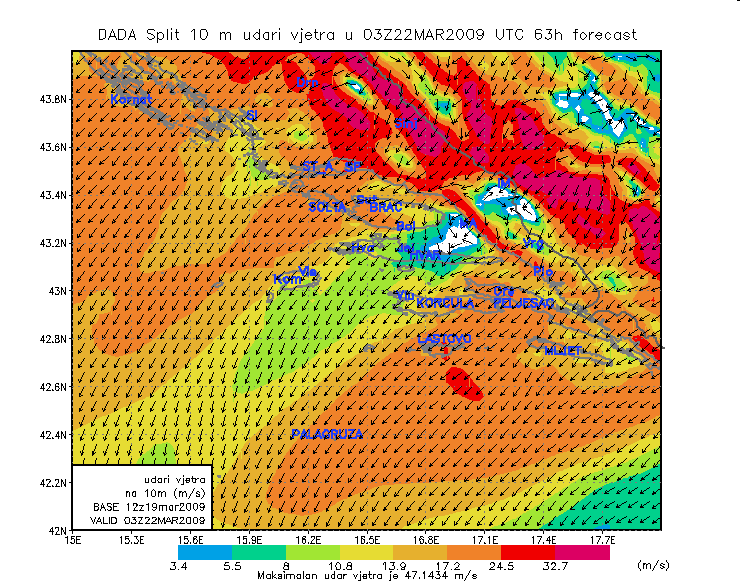 DADA Split 10 m udari vjetra u 03Z22MAR2009 UTC 63h forecast
43.8N
43.6N
43.4N
43.2N
43N
42.8N
42.6N
42.4N
42.2N
42N
Kornat
SI
ST A SP
SOLTA
BRAC
Bol
Hva
HVAR
Vis
Kom
KORCULA
PELJESAC
Plo
Vrg
LASTOVO
MLJET
PALAGRUZA
udari vjetra
na 10m (m/s)
BASE 12z19mar2009
VALID 03Z22MAR2009
15E 15.3E 15.6E 15.9E 16.2E 16.5E 16.8E 17.1E 17.4E 17.7E
3.4 5.5 8 10.8 13.9 17.2 24.5 32.7 (m/s)
Maksimalan udar vjetra je 47.1434 m/s